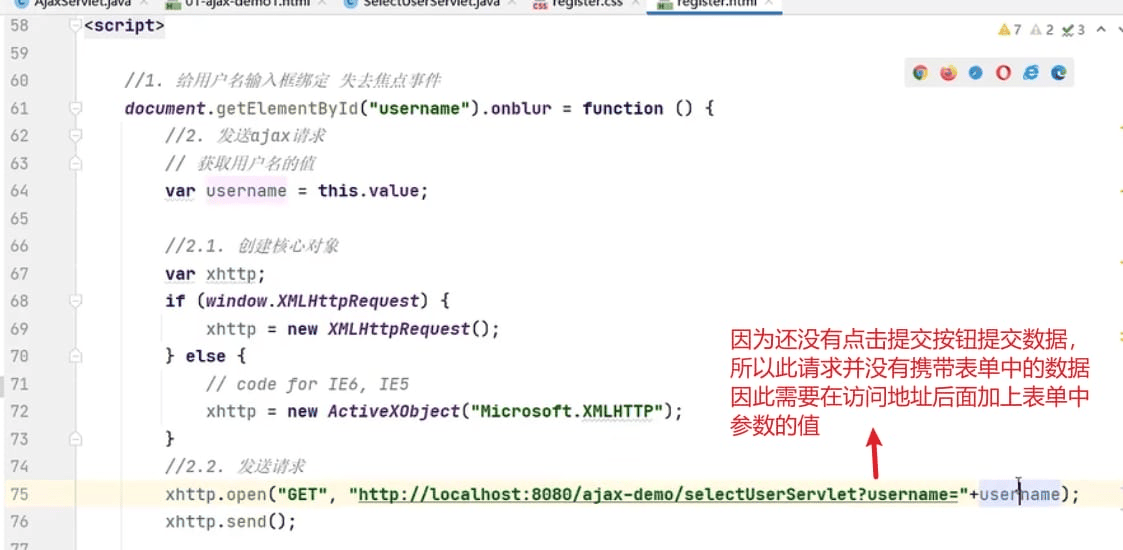 AjaxServlet.java
01-ajax-demo1.html
SelectUserServlet.java
register.css
register.html
7 2 3
58 <script>
59
60 //1. 给用户名输入框绑定 失去焦点事件
61 document.getElementById("username").onblur = function () {
62 //2. 发送ajax请求
63 // 获取用户名的值
64 var username = this.value;
65
66 //2.1. 创建核心对象
67 var xhttp;
68 if (window.XMLHttpRequest) {
69 xhttp = new XMLHttpRequest();
70 } else {
71 // code for IE6, IE5
72 xhttp = new ActiveXObject("Microsoft.XMLHTTP");
73 }
74 //2.2. 发送请求
75 xhttp.open("GET", "http://localhost:8080/ajax-demo/selectUserServlet?username="+username);
76 xhttp.send();
77
因为还没有点击提交按钮提交数据，
所以此请求并没有携带表单中的数据
因此需要在访问地址后面加上表单中
参数的值